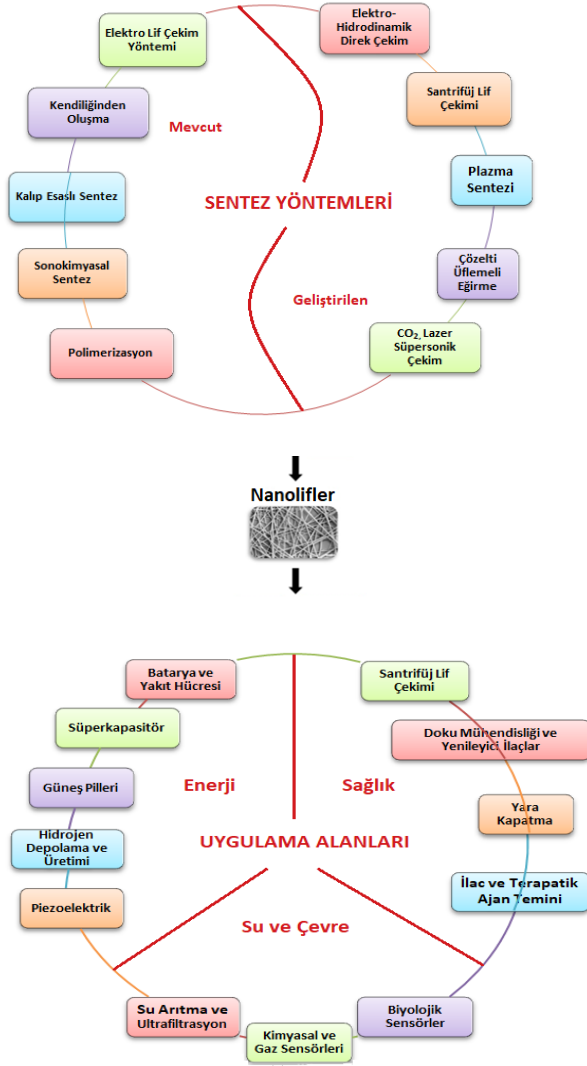 Elektro Lif Çekim
Yöntemi
Kendiliğinden
Oluşma
Kalıp Esaslı Sentez
Sonokimyasal
Sentez
Polimerizasyon
Mevcut
SENTEZ YÖNTEMLERİ
Geliştirilen
Elektro-
Hidrodinamik
Direk Çekim
Santrifüj Lif
Çekimi
Plazma
Sentezi
Çözelti
Üflemeli
Eğirme
CO₂, Lazer
Süpersonik
Çekim
Nanolifler
Batarya ve
Yakıt Hücresi
Süperkapasitör
Güneş Pilleri
Hidrojen
Depolama ve
Üretimi
Piezoelektrik
Enerji
Sağlık
UYGULAMA ALANLARI
Su ve Çevre
Santrifüj Lif
Çekimi
Doku Mühendisliği ve
Yenileyici İlaçlar
Yara
Kapatma
İlac ve Terapatik
Ajan Temini
Su Arıtma ve
Ultrafiltrasyon
Kimyasal ve
Gaz Sensörleri
Biyolojik
Sensörler